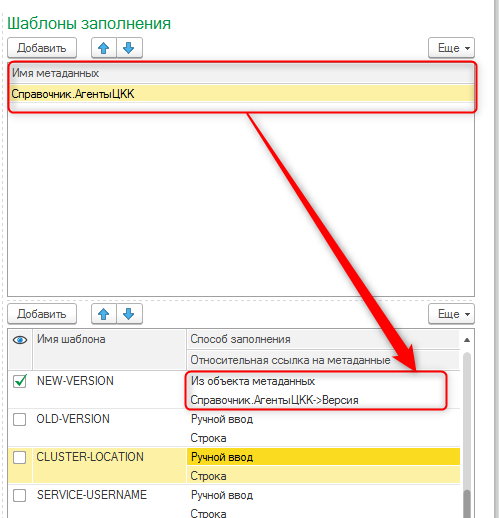 Шаблоны заполнения
Добавить Еще
Имя метаданных
Справочник.АгентыЦКК
Добавить Еще
Имя шаблона Способ заполнения
Относительная ссылка на метаданные
NEW-VERSION Из объекта метаданных
Справочник.АгентыЦКК->Версия
OLD-VERSION Ручной ввод
Строка
CLUSTER-LOCATION Ручной ввод
Строка
SERVICE-USERNAME Ручной ввод
Строка